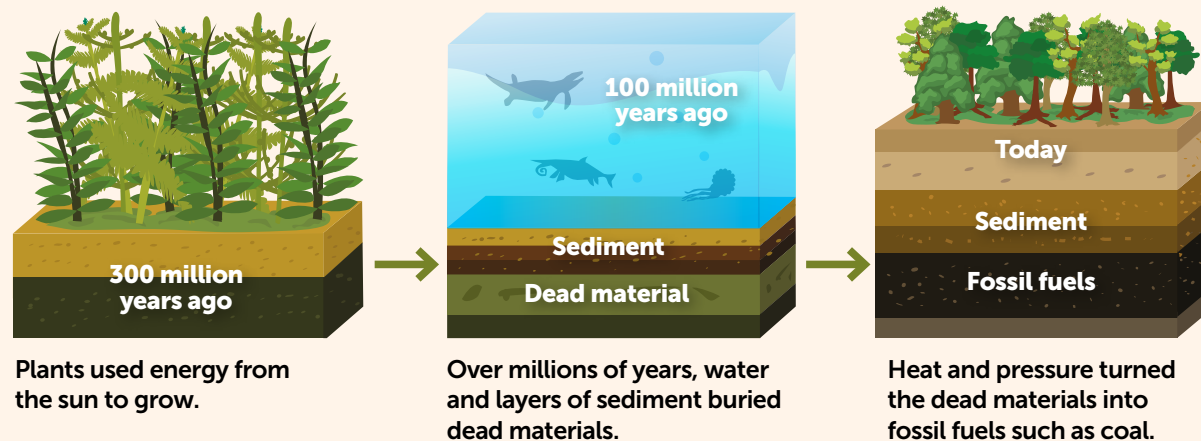 300 million
years ago
Plants used energy from
the sun to grow.
100 million
years ago
Sediment
Dead material
Over millions of years, water
and layers of sediment buried
dead materials.
Today
Sediment
Fossil fuels
Heat and pressure turned
the dead materials into
fossil fuels such as coal.